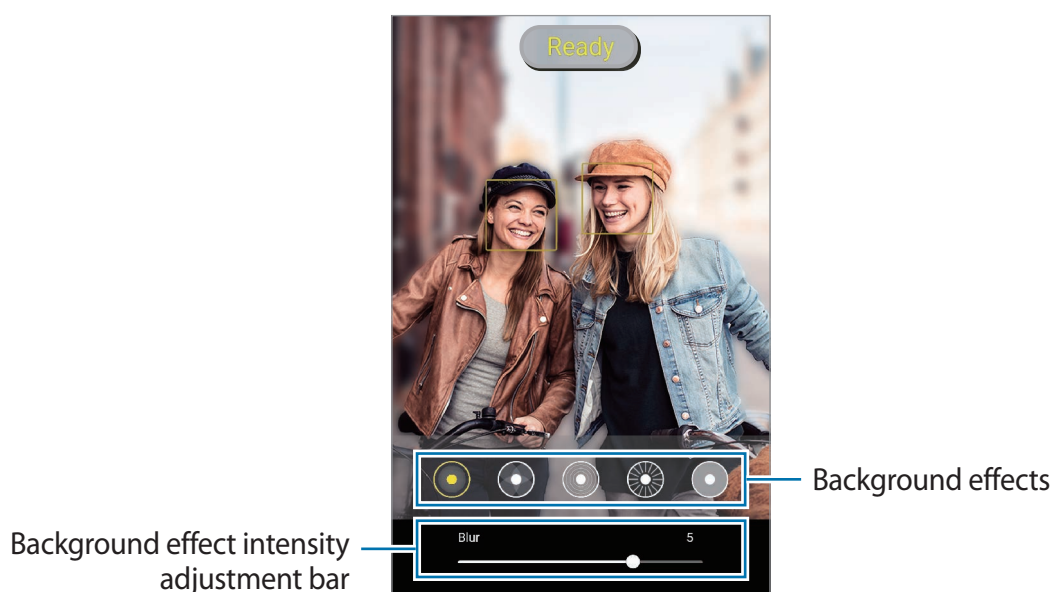 Ready
Background effects
Blur 5
Background effect intensity
adjustment bar